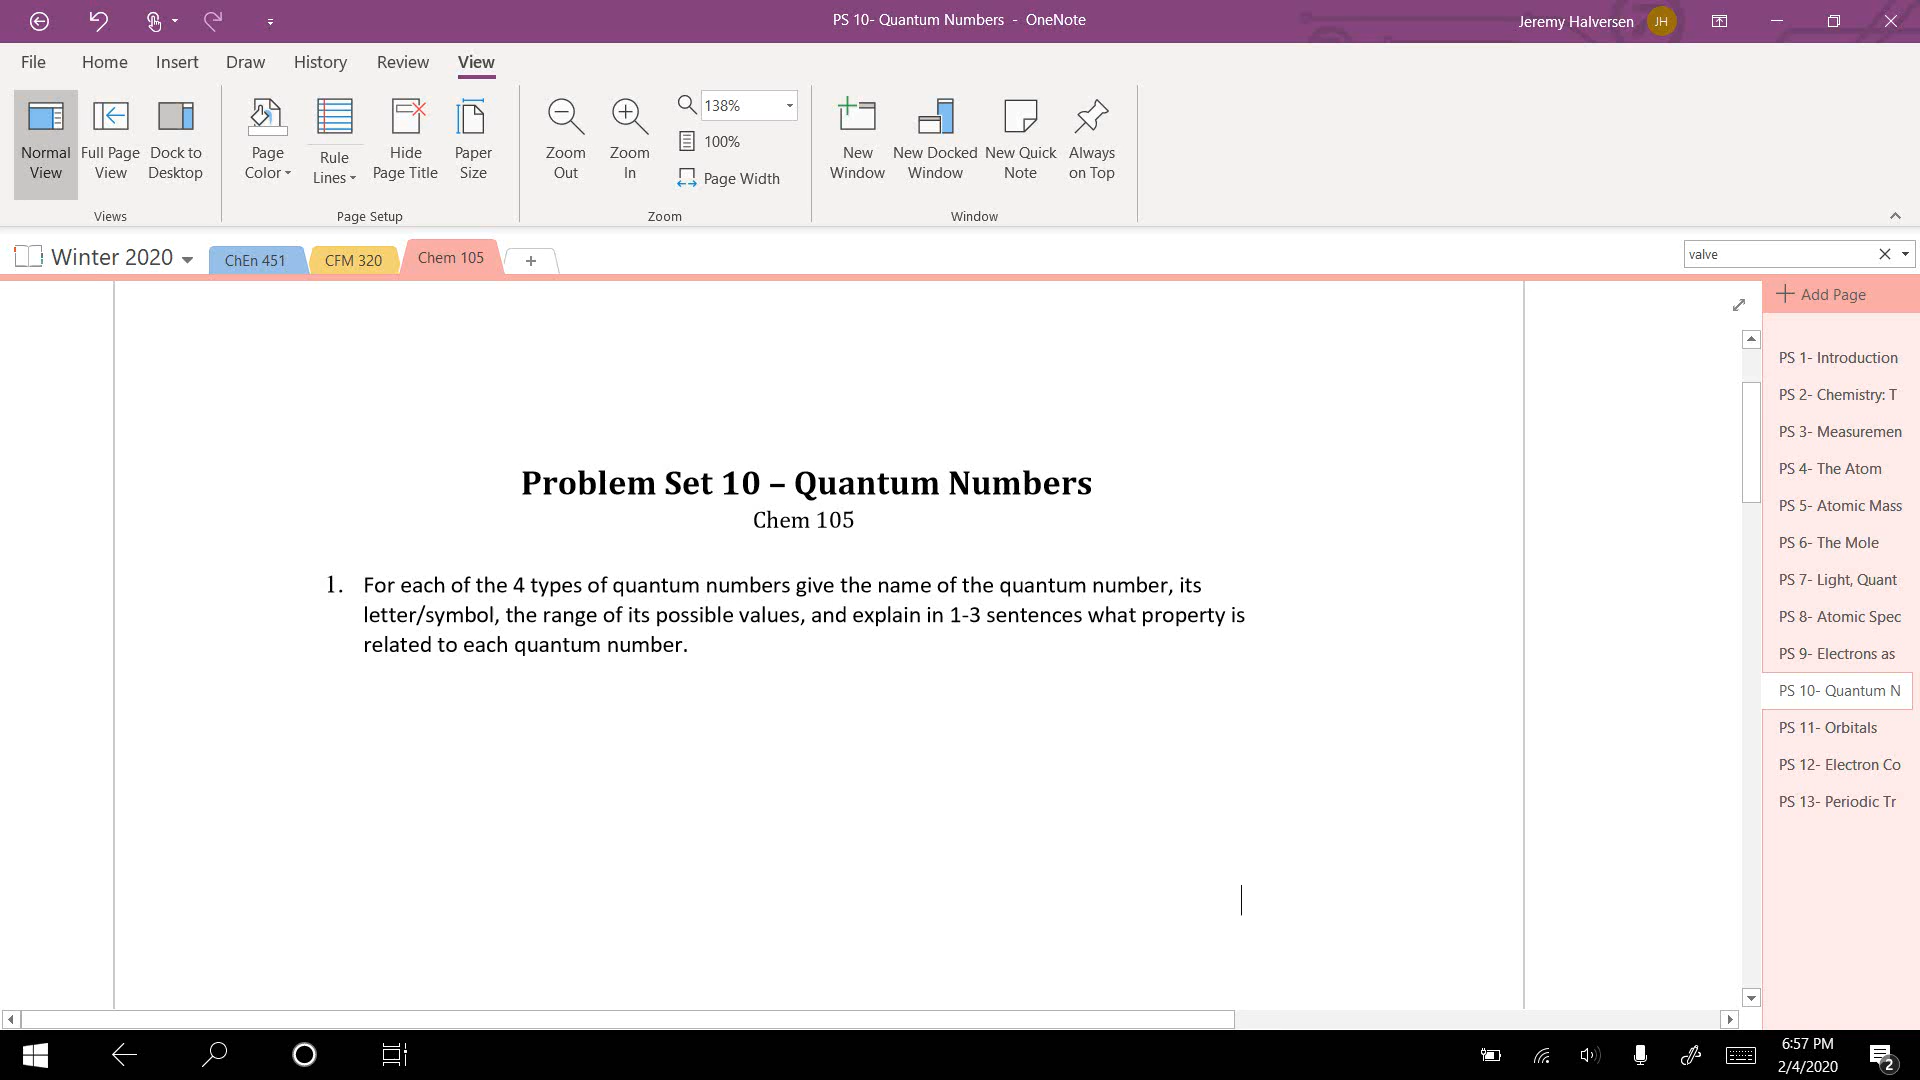 PS 10- Quantum Numbers - OneNote
Jeremy Halversen JH
File Home Insert Draw History Review View
Normal View
Full Page View
Dock to Desktop
Page Color
Rule Lines
Hide Page Title
Paper Size
Zoom Out
Zoom In
138%
100%
Page Width
New Window
New Docked Window
New Quick Note
Always on Top
Views Page Setup Zoom Window
Winter 2020 ChEn 451 CFM 320 Chem 105 +
valve
Add Page
PS 1- Introduction
PS 2- Chemistry: T
PS 3- Measuremen
PS 4- The Atom
PS 5- Atomic Mass
PS 6- The Mole
PS 7- Light, Quant
PS 8- Atomic Spec
PS 9- Electrons as
PS 10- Quantum N
PS 11- Orbitals
PS 12- Electron Co
PS 13- Periodic Tr
Problem Set 10 – Quantum Numbers
Chem 105
1. For each of the 4 types of quantum numbers give the name of the quantum number, its
letter/symbol, the range of its possible values, and explain in 1-3 sentences what property is
related to each quantum number.
6:57 PM
2/4/2020
2